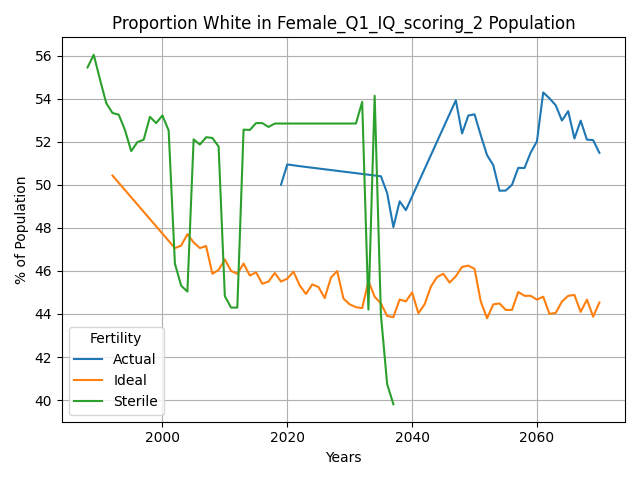 Proportion White in Female_Q1_IQ_scoring_2 Population
% of Population
56
54
52
50
48
46
44
42
40
Fertility
Actual
Ideal
Sterile
2000
2020
2040
2060
Years